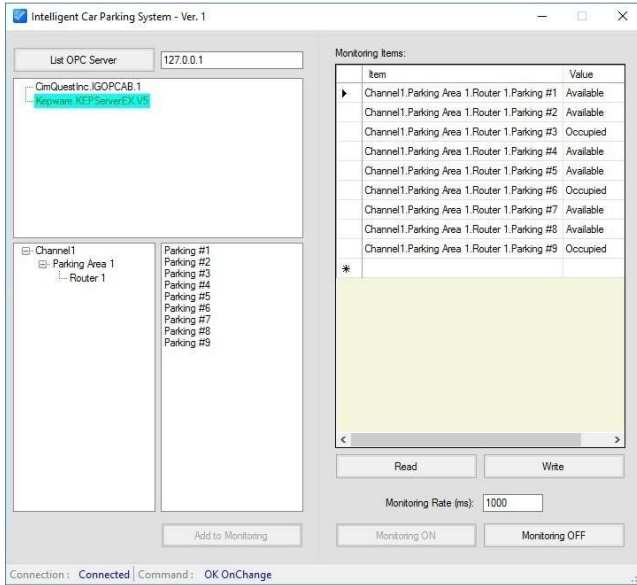 Intelligent Car Parking System - Ver. 1
List OPC Server
127.0.0.1
CimQuestInc.IGOPCAB.1
Kepware.KEPServerEX.V5
Channel1
Parking Area 1
Router 1
Parking #1
Parking #2
Parking #3
Parking #4
Parking #5
Parking #6
Parking #7
Parking #8
Parking #9
Add to Monitoring
Monitoring Items:
Item Value
Channel1.Parking Area 1.Router 1.Parking #1 Available
Channel1.Parking Area 1.Router 1.Parking #2 Available
Channel1.Parking Area 1.Router 1.Parking #3 Occupied
Channel1.Parking Area 1.Router 1.Parking #4 Available
Channel1.Parking Area 1.Router 1.Parking #5 Available
Channel1.Parking Area 1.Router 1.Parking #6 Occupied
Channel1.Parking Area 1.Router 1.Parking #7 Available
Channel1.Parking Area 1.Router 1.Parking #8 Available
Channel1.Parking Area 1.Router 1.Parking #9 Occupied
Read Write
Monitoring Rate (ms): 1000
Monitoring ON Monitoring OFF
Connection : Connected Command : OK OnChange